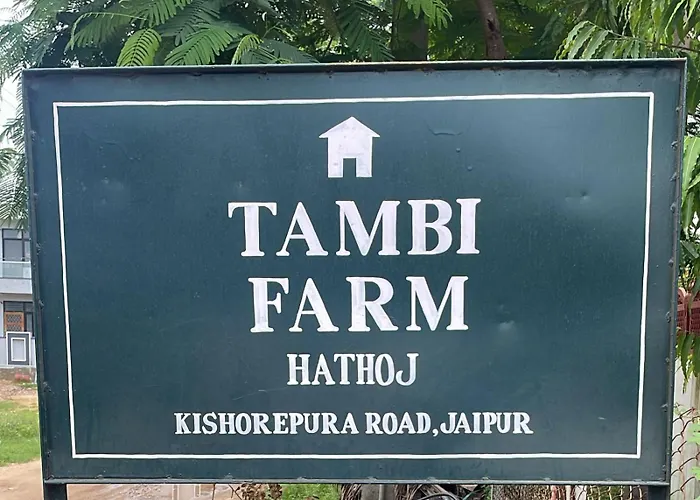 TAMBI
FARM
HATHOJ
KISHOREPURA ROAD, JAIPUR